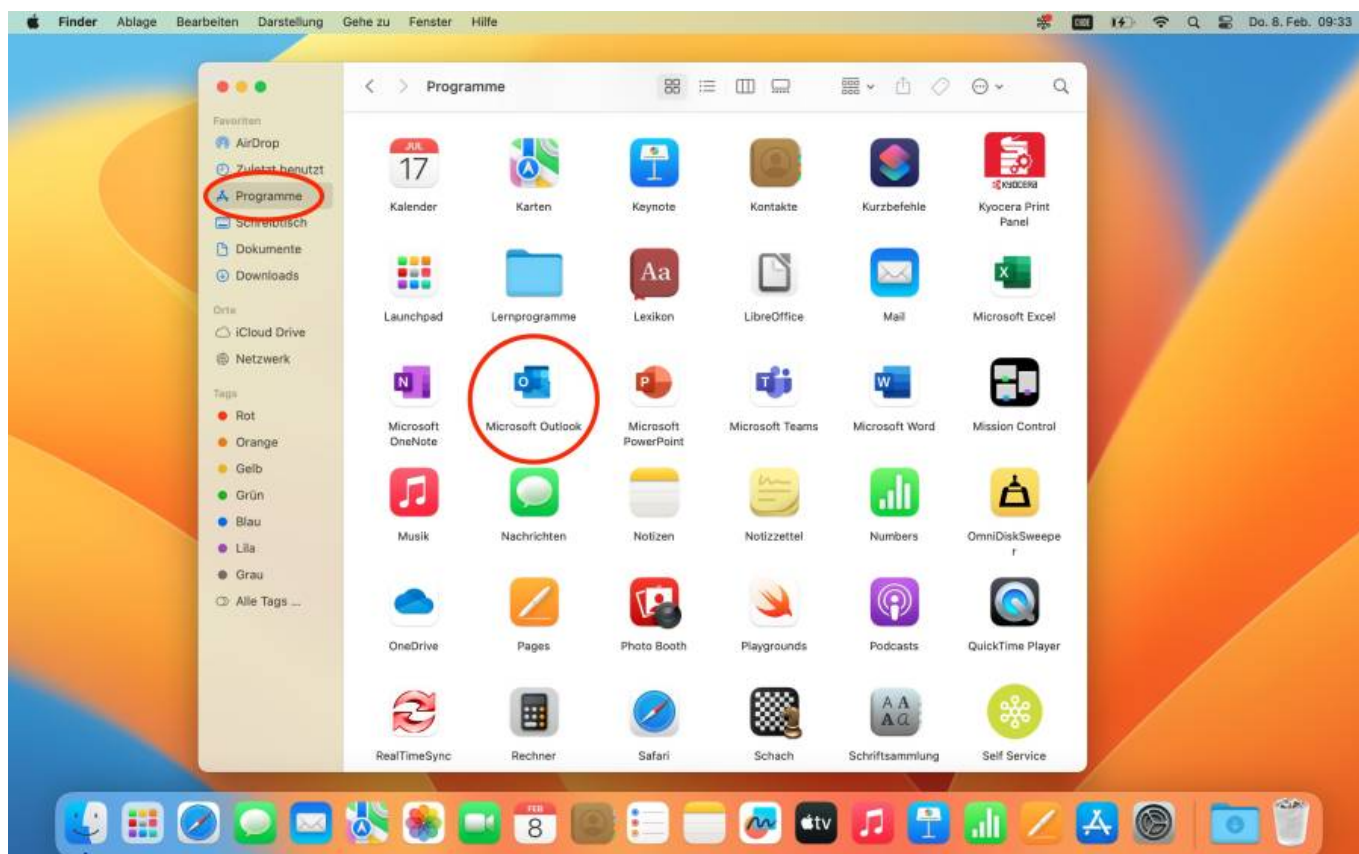 Finder Ablage Bearbeiten Darstellung Gehe zu Fenster Hilfe Do. 8. Feb. 09:33
Programme
Favoriten
AirDrop
Zuletzt benutzt
Programme
Schreibtisch
Dokumente
Downloads
Orte
iCloud Drive
Netzwerk
Tags
Rot
Orange
Gelb
Grün
Blau
Lila
Grau
Alle Tags ...
JUL
17
KYOCERA
Kalender Karten Keynote Kontakte Kurzbefehle Kyocera Print
Panel
Aa
X
Launchpad Lernprogramme Lexikon LibreOffice Mail Microsoft Excel
N O P T W
Microsoft Microsoft Outlook Microsoft Microsoft Teams Microsoft Word Mission Control
OneNote PowerPoint
Musik Nachrichten Notizen Notizzettel Numbers OmniDiskSweepe
r
OneDrive Pages Photo Booth Playgrounds Podcasts QuickTime Player
A A
A a
RealTimeSync Rechner Safari Schach Schriftsammlung Self Service
FEB
8
tv